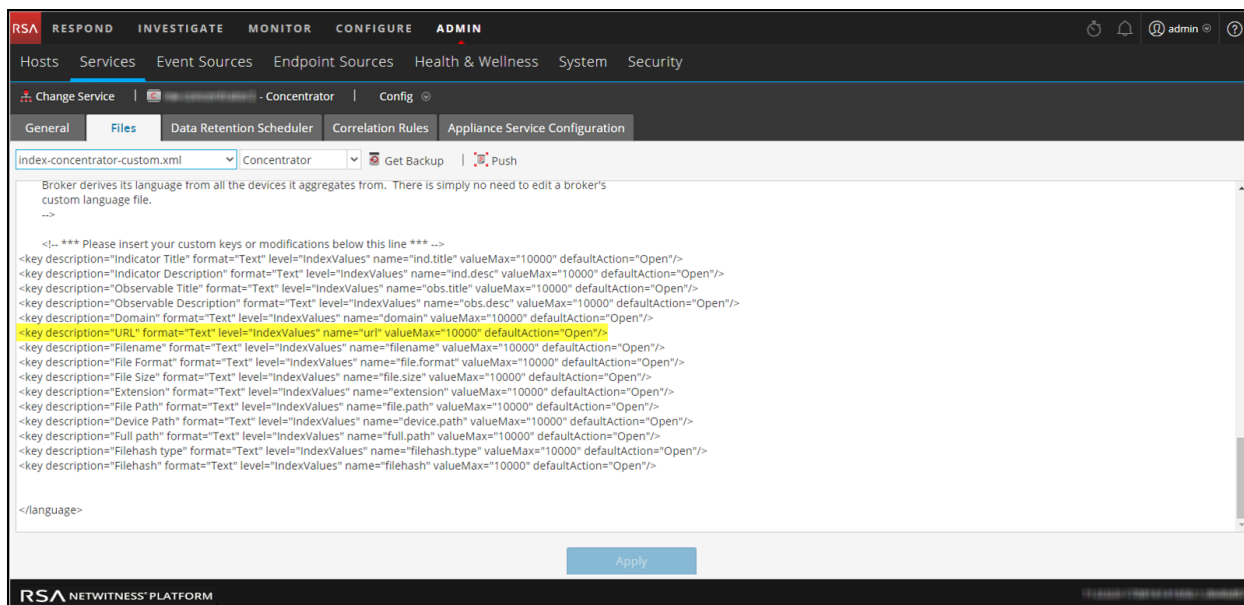 RSA RESPOND INVESTIGATE MONITOR CONFIGURE ADMIN admin
Hosts Services Event Sources Endpoint Sources Health & Wellness System Security
Change Service | - Concentrator | Config
General Files Data Retention Scheduler Correlation Rules Appliance Service Configuration
index-concentrator-custom.xml Concentrator Get Backup | Push
Broker derives its language from all the devices it aggregates from. There is simply no need to edit a broker's
custom language file.
-->
<!-- *** Please insert your custom keys or modifications below this line *** -->
<key description="Indicator Title" format="Text" level="IndexValues" name="ind.title" valueMax="10000" defaultAction="Open"/>
<key description="Indicator Description" format="Text" level="IndexValues" name="ind.desc" valueMax="10000" defaultAction="Open"/>
<key description="Observable Title" format="Text" level="IndexValues" name="obs.title" valueMax="10000" defaultAction="Open"/>
<key description="Observable Description" format="Text" level="IndexValues" name="obs.desc" valueMax="10000" defaultAction="Open"/>
<key description="Domain" format="Text" level="IndexValues" name="domain" valueMax="10000" defaultAction="Open"/>
<key description="URL" format="Text" level="IndexValues" name="url" valueMax="10000" defaultAction="Open"/>
<key description="Filename" format="Text" level="IndexValues" name="filename" valueMax="10000" defaultAction="Open"/>
<key description="File Format" format="Text" level="IndexValues" name="file.format" valueMax="10000" defaultAction="Open"/>
<key description="File Size" format="Text" level="IndexValues" name="file.size" valueMax="10000" defaultAction="Open"/>
<key description="Extension" format="Text" level="IndexValues" name="extension" valueMax="10000" defaultAction="Open"/>
<key description="File Path" format="Text" level="IndexValues" name="file.path" valueMax="10000" defaultAction="Open"/>
<key description="Device Path" format="Text" level="IndexValues" name="device.path" valueMax="10000" defaultAction="Open"/>
<key description="Full path" format="Text" level="IndexValues" name="full.path" valueMax="10000" defaultAction="Open"/>
<key description="Filehash type" format="Text" level="IndexValues" name="filehash.type" valueMax="10000" defaultAction="Open"/>
<key description="Filehash" format="Text" level="IndexValues" name="filehash" valueMax="10000" defaultAction="Open"/>
</language>
Apply
RSA NETWITNESS® PLATFORM